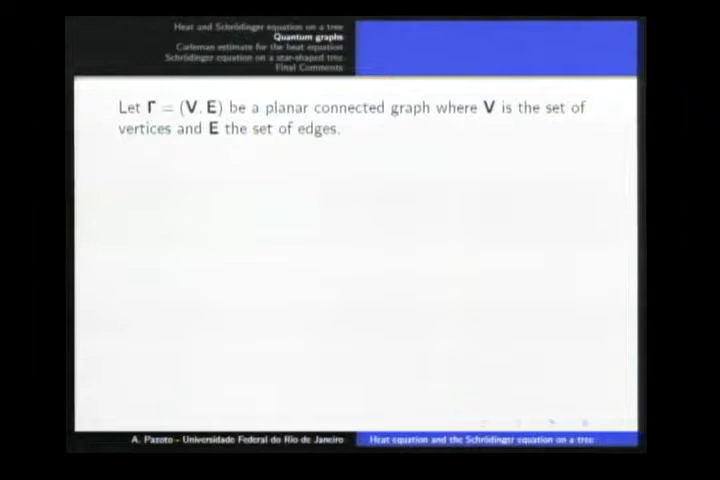 Heat and Schrödinger equation on a tree
Quantum graphs
Carleman estimate for the heat equation
Schrödinger equation on a star-shaped tree
Final Comments
Let Γ = (V, E) be a planar connected graph where V is the set of
vertices and E the set of edges.
A. Pazoto - Universidade Federal do Rio de Janeiro
Heat equation and the Schrödinger equation on a tree